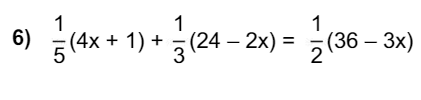 6) 1/5(4x + 1) + 1/3(24 – 2x) = 1/2(36 – 3x)